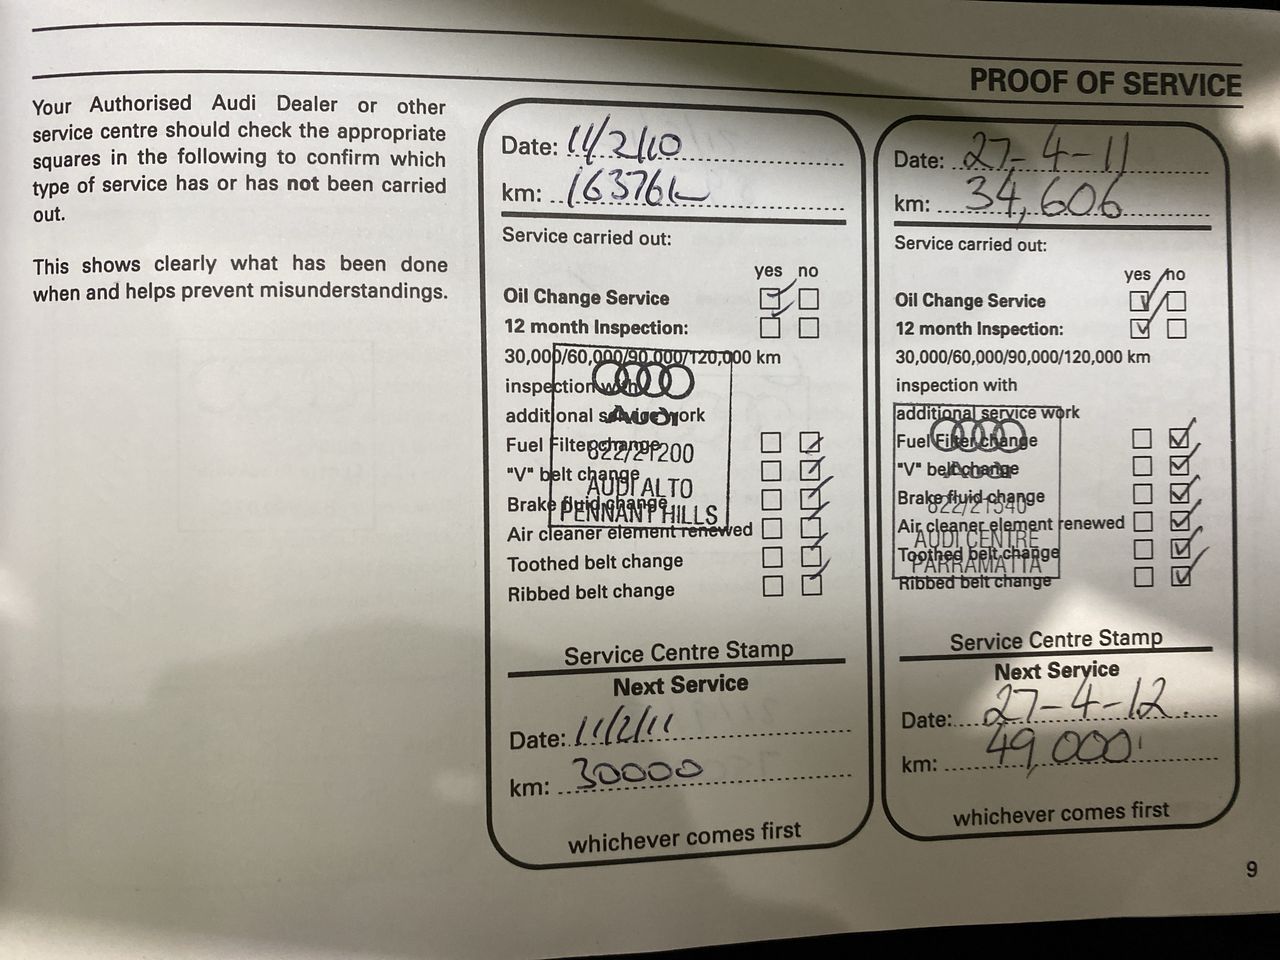 PROOF OF SERVICE
Your Authorised Audi Dealer or other
service centre should check the appropriate
squares in the following to confirm which
type of service has or has not been carried
out.
This shows clearly what has been done
when and helps prevent misunderstandings.
Date: 11/2/10
km: 16376k
Service carried out:
yes no
Oil Change Service
12 month Inspection:
30,000/60,000/90,000/120,000 km
inspection with
additional service work
Fuel Filter change
"V" belt change
Brake fluid change
Air cleaner element renewed
Toothed belt change
Ribbed belt change
Audi
822/21200
AUDI ALTO
PENNANT HILLS
Service Centre Stamp
Next Service
Date: 11/2/11
km: 30000
whichever comes first
Date: 27-4-11
km: 34,606
Service carried out:
yes no
Oil Change Service
12 month Inspection:
30,000/60,000/90,000/120,000 km
inspection with
additional service work
Fuel Filter change
"V" belt change
Brake fluid change
Air cleaner element renewed
Toothed belt change
Ribbed belt change
Audi
822/21540
AUDI CENTRE
PARRAMATTA
Service Centre Stamp
Next Service
Date: 27-4-12.
km: 49,000
whichever comes first
9